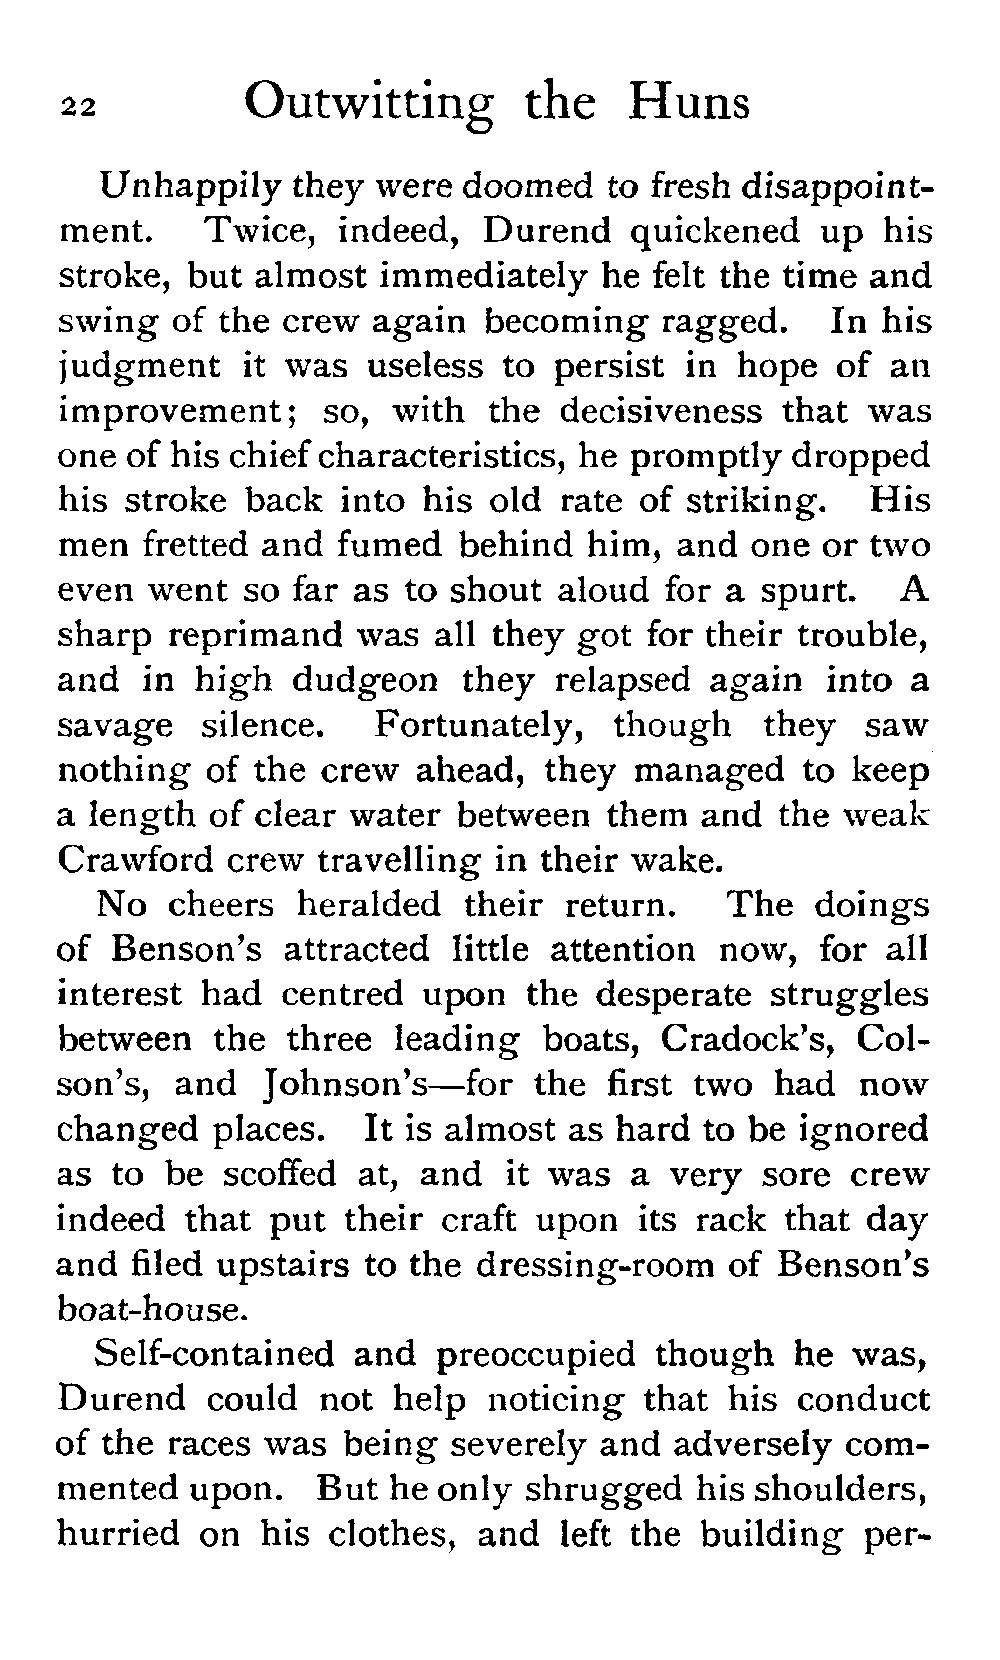 22 Outwitting the Huns
Unhappily they were doomed to fresh disappoint-
ment. Twice, indeed, Durend quickened up his
stroke, but almost immediately he felt the time and
swing of the crew again becoming ragged. In his
judgment it was useless to persist in hope of an
improvement; so, with the decisiveness that was
one of his chief characteristics, he promptly dropped
his stroke back into his old rate of striking. His
men fretted and fumed behind him, and one or two
even went so far as to shout aloud for a spurt. A
sharp reprimand was all they got for their trouble,
and in high dudgeon they relapsed again into a
savage silence. Fortunately, though they saw
nothing of the crew ahead, they managed to keep
a length of clear water between them and the weak
Crawford crew travelling in their wake.
No cheers heralded their return. The doings
of Benson's attracted little attention now, for all
interest had centred upon the desperate struggles
between the three leading boats, Cradock's, Col-
son's, and Johnson's—for the first two had now
changed places. It is almost as hard to be ignored
as to be scoffed at, and it was a very sore crew
indeed that put their craft upon its rack that day
and filed upstairs to the dressing-room of Benson's
boat-house.
Self-contained and preoccupied though he was,
Durend could not help noticing that his conduct
of the races was being severely and adversely com-
mented upon. But he only shrugged his shoulders,
hurried on his clothes, and left the building per-